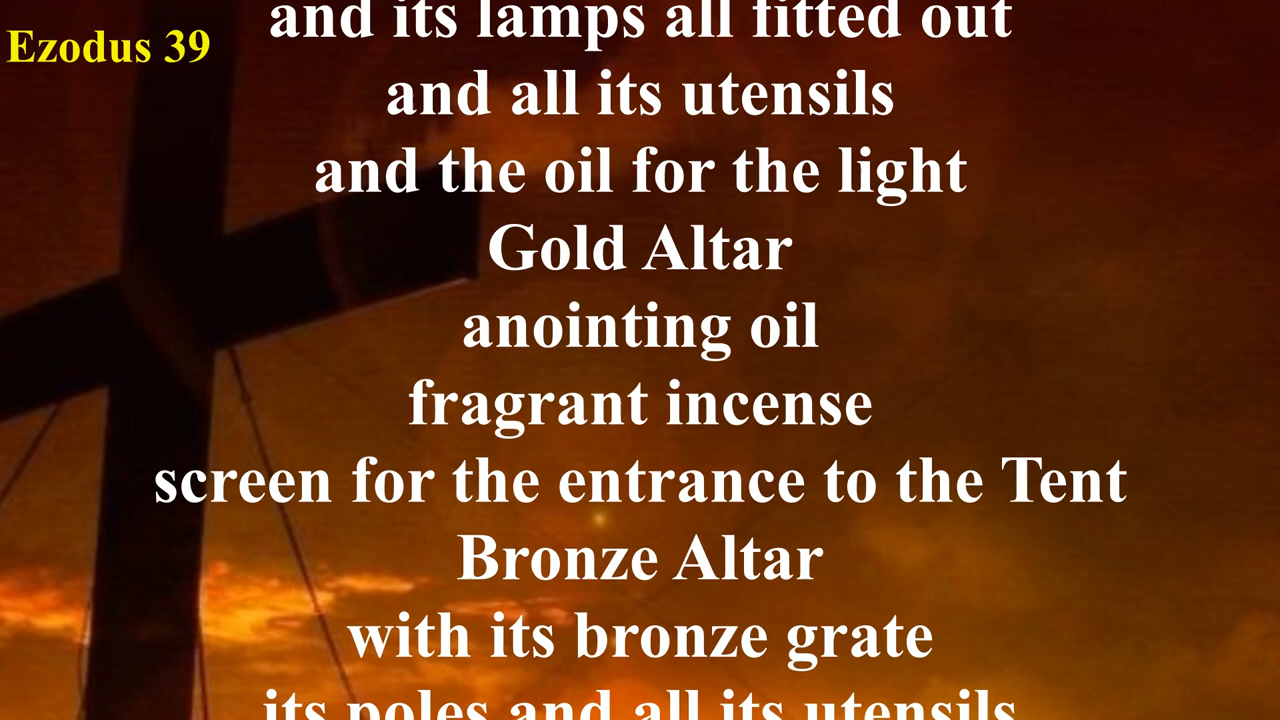 Ezodus 39
and its lamps all fitted out
and all its utensils
and the oil for the light
Gold Altar
anointing oil
fragrant incense
screen for the entrance to the Tent
Bronze Altar
with its bronze grate
its poles and all its utensils